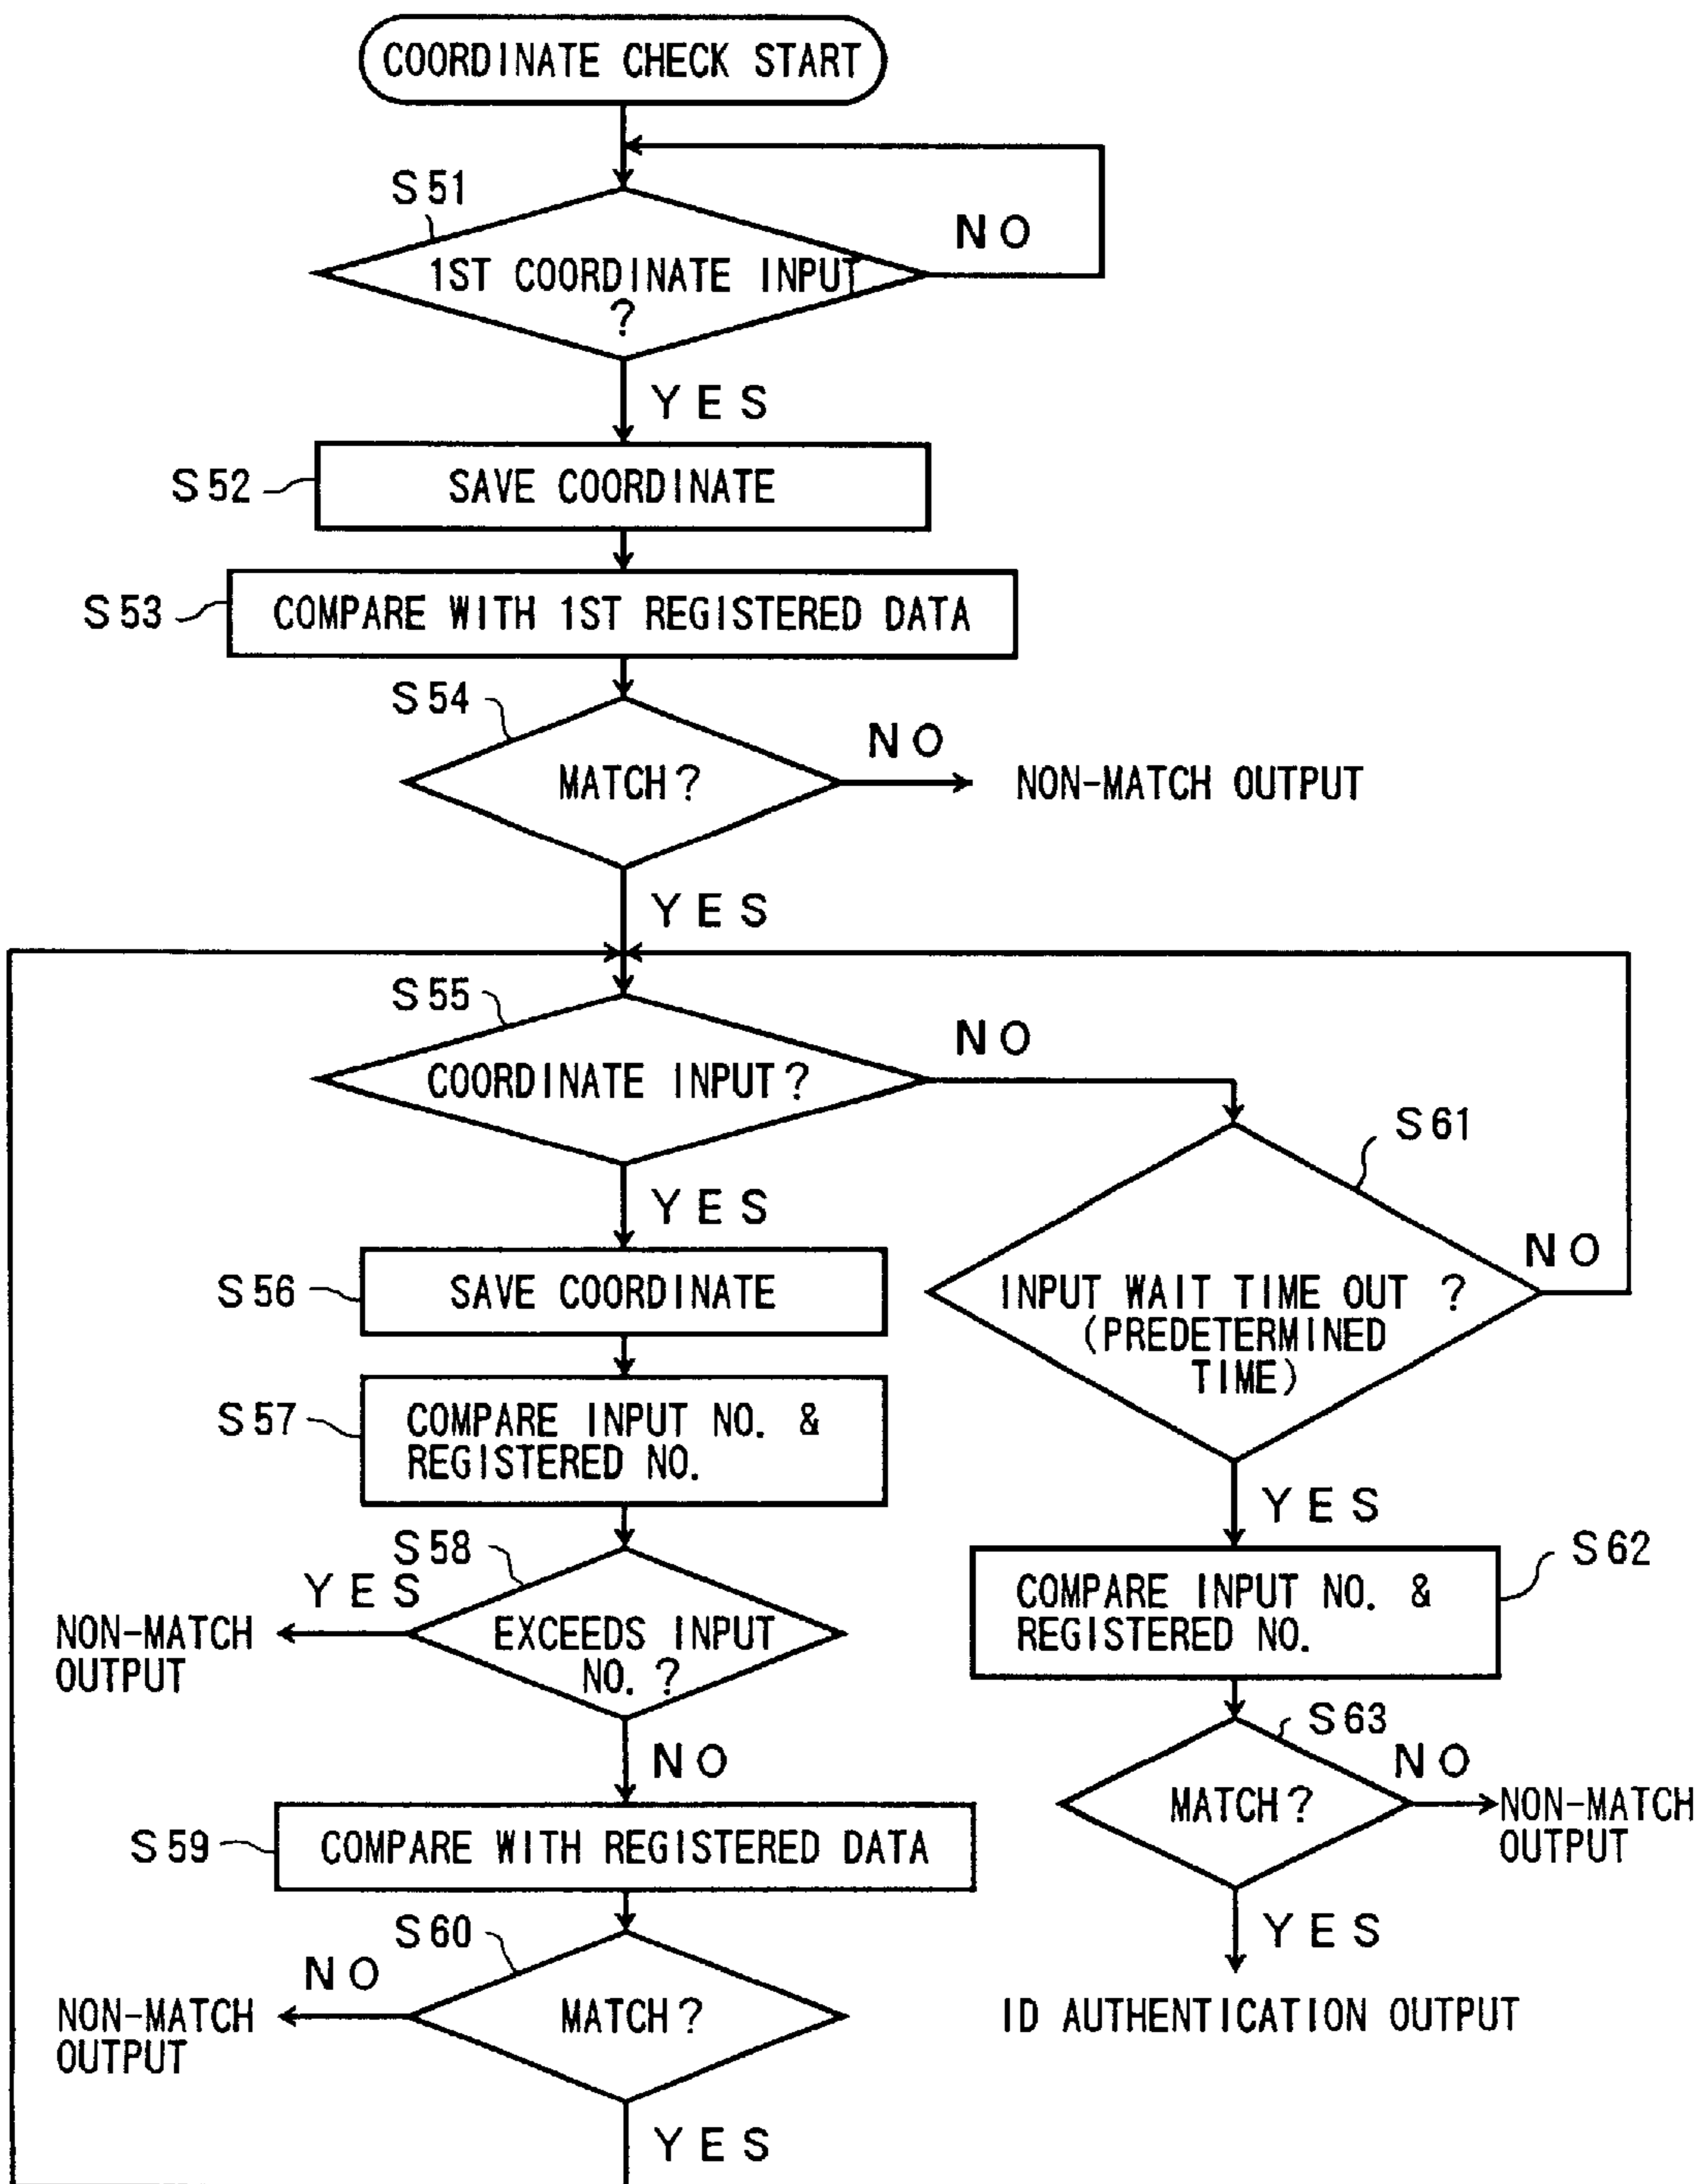 COORDINATE CHECK START
S51
NO
1ST COORDINATE INPUT
?
YES
S52
SAVE COORDINATE
S53
COMPARE WITH 1ST REGISTERED DATA
S54
NO
MATCH?
NON-MATCH OUTPUT
YES
S55
NO
COORDINATE INPUT?
S61
YES
NO
S56
SAVE COORDINATE
INPUT WAIT TIME OUT ?
(PREDETERMINED
TIME)
S57
COMPARE INPUT NO. &
REGISTERED NO.
YES
S58
YES
S62
COMPARE INPUT NO. &
REGISTERED NO.
NON-MATCH
OUTPUT
EXCEEDS INPUT
NO. ?
S63
NO
NO
MATCH?
NON-MATCH
OUTPUT
S59
COMPARE WITH REGISTERED DATA
S60
YES
NO
NON-MATCH
OUTPUT
MATCH?
ID AUTHENTICATION OUTPUT
YES